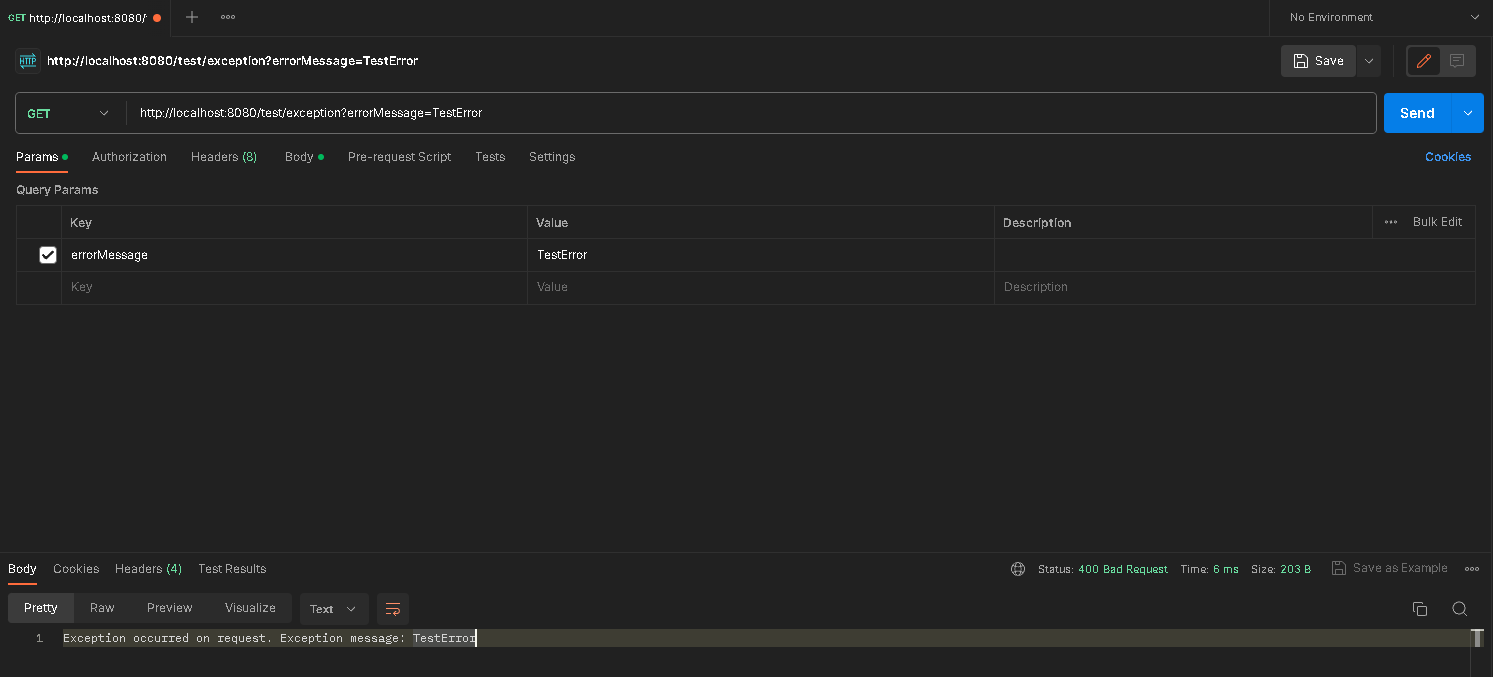 GET http://localhost:8080/
No Environment
HTTP http://localhost:8080/test/exception?errorMessage=TestError
Save
GET http://localhost:8080/test/exception?errorMessage=TestError
Send
Params Authorization Headers (8) Body Pre-request Script Tests Settings Cookies
Query Params
Key Value Description Bulk Edit
errorMessage TestError
Key Value Description
Body Cookies Headers (4) Test Results Status: 400 Bad Request Time: 6 ms Size: 203 B Save as Example
Pretty Raw Preview Visualize Text
1 Exception occurred on request. Exception message: TestError